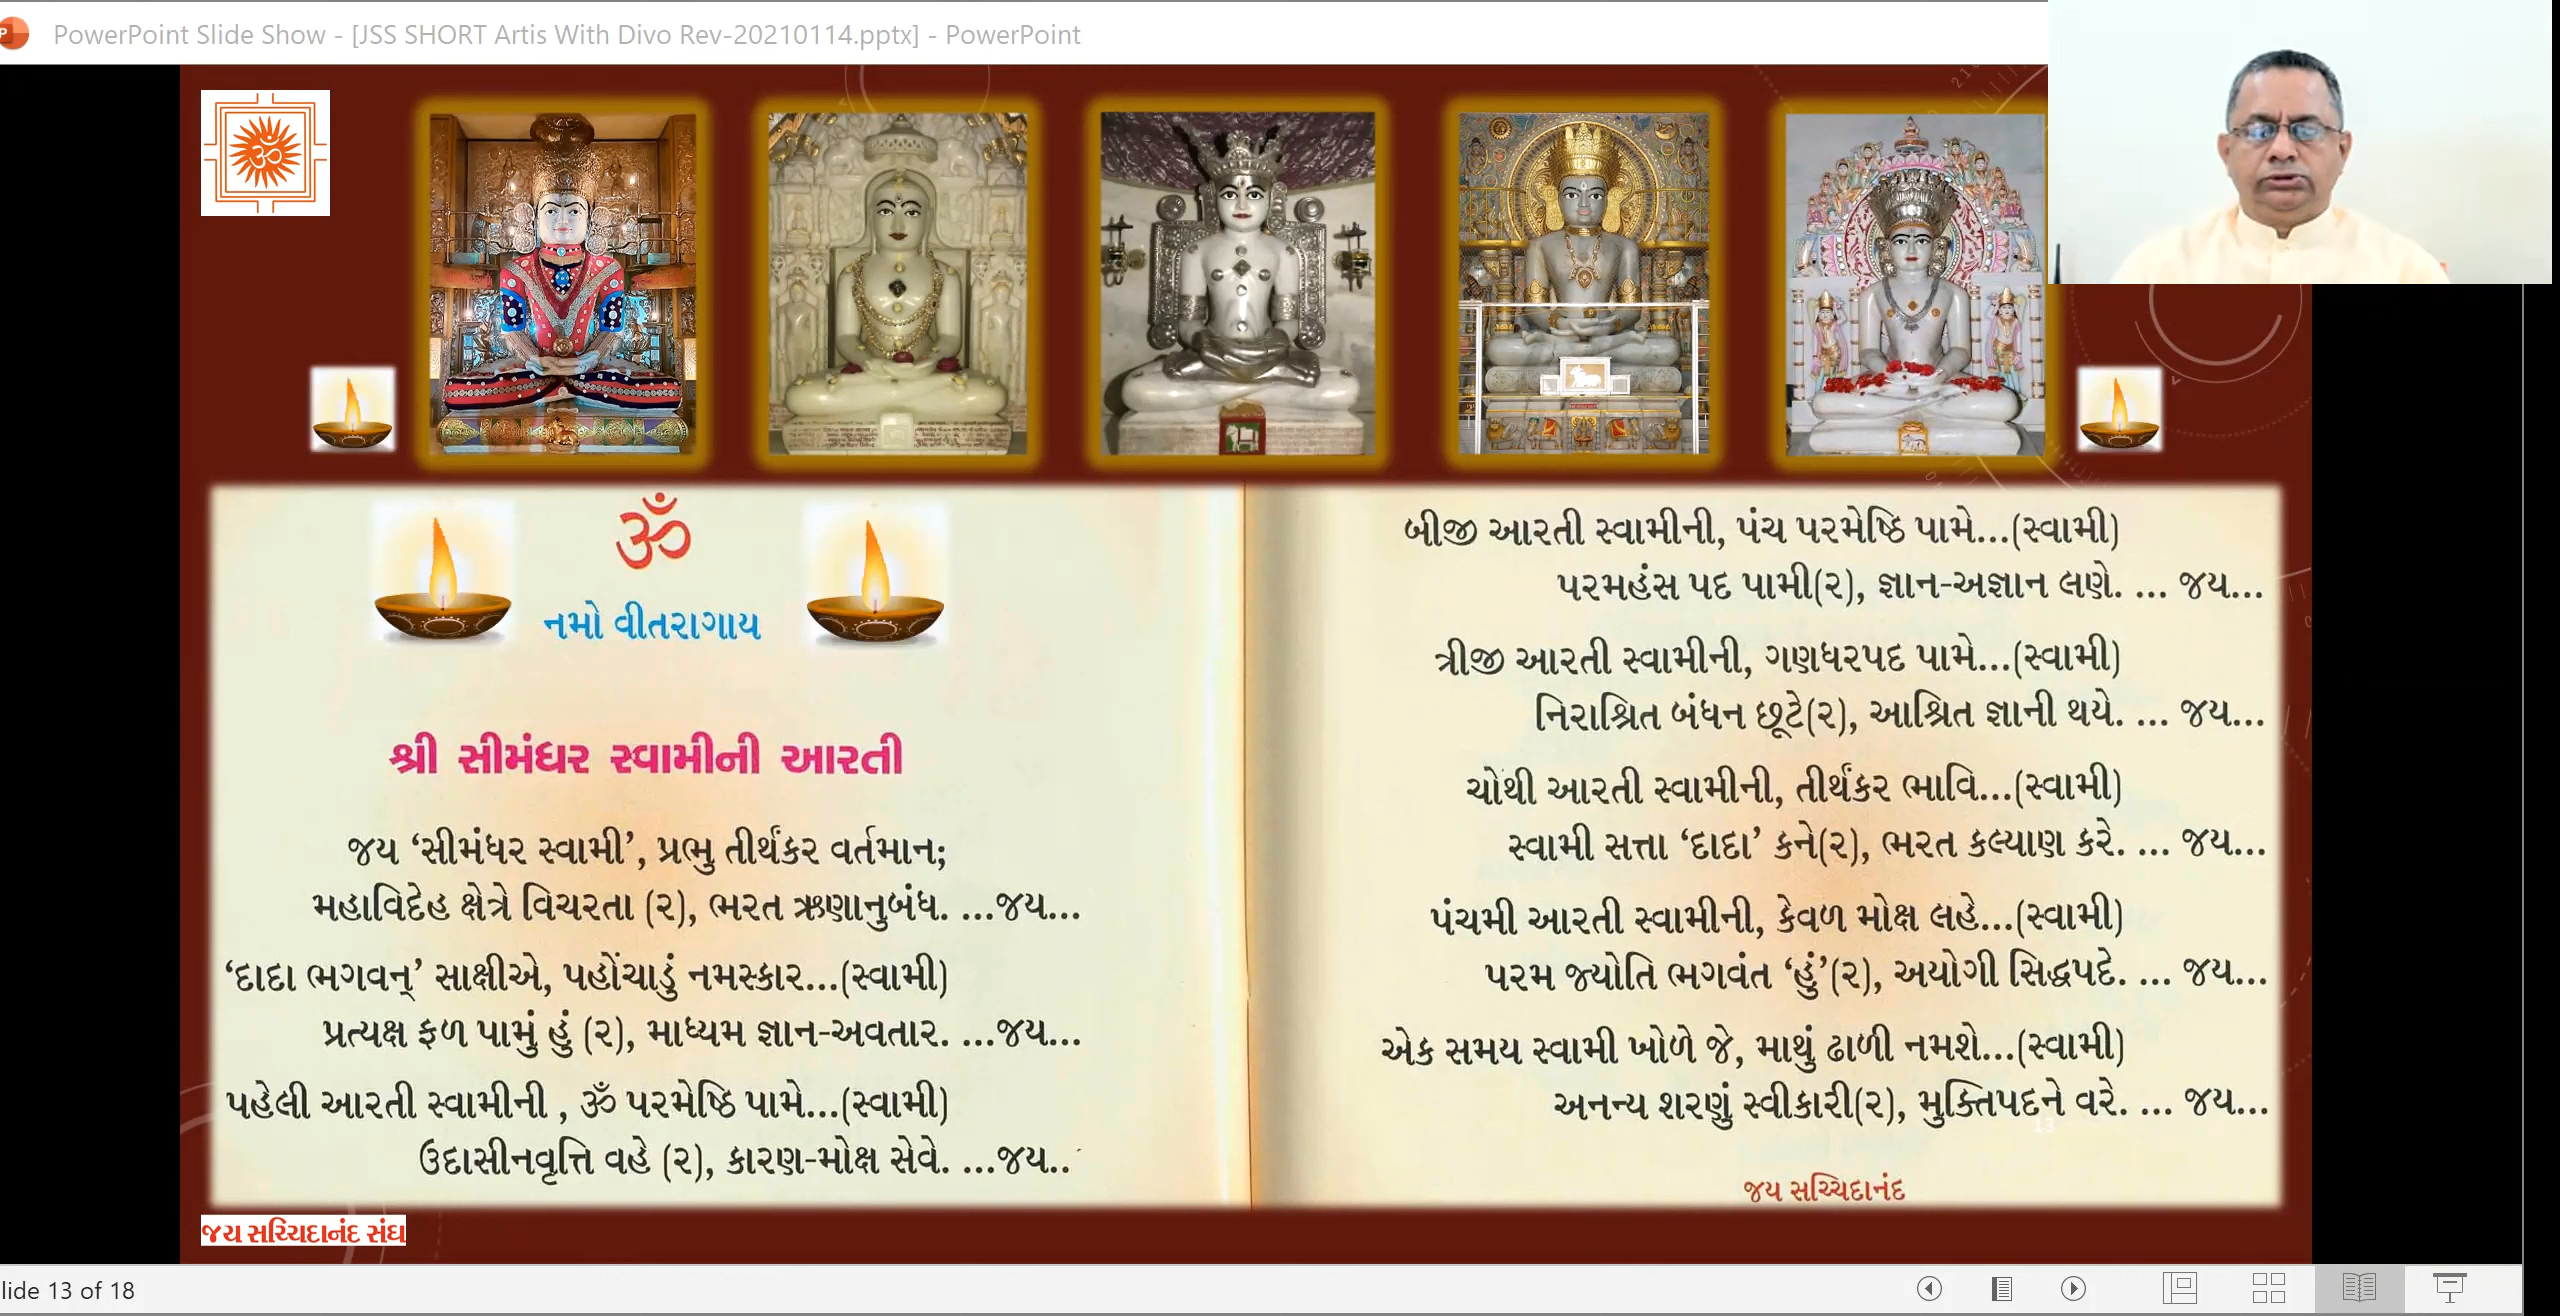 PowerPoint Slide Show - [JSS SHORT Artis With Divo Rev-20210114.pptx] - PowerPoint
ૐ
નમો વીતરાગાય
શ્રી સીમંધર સ્વામીની આરતી
જય ‘સીમંધર સ્વામી’, પ્રભુ તીર્થંકર વર્તમાન;
મહાવિદેહ ક્ષેત્રે વિચરતા (૨), ભરત ઋણાનુબંધ. ...જય...
‘દાદા ભગવન્’ સાક્ષીએ, પહોંચાડું નમસ્કાર...(સ્વામી)
પ્રત્યક્ષ ફળ પામું હું (૨), માધ્યમ જ્ઞાન-અવતાર. ...જય...
પહેલી આરતી સ્વામીની , ૐ પરમેષ્ઠિ પામે...(સ્વામી)
ઉદાસીનવૃત્તિ વહે (૨), કારણ-મોક્ષ સેવે. ...જય..
બીજી આરતી સ્વામીની, પંચ પરમેષ્ઠિ પામે...(સ્વામી)
પરમહંસ પદ પામી(૨), જ્ઞાન-અજ્ઞાન લણે. ... જય...
ત્રીજી આરતી સ્વામીની, ગણધરપદ પામે...(સ્વામી)
નિરાશ્રિત બંધન છૂટે(૨), આશ્રિત જ્ઞાની થયે. ... જય...
ચોથી આરતી સ્વામીની, તીર્થંકર ભાવિ...(સ્વામી)
સ્વામી સત્તા ‘દાદા’ કને(૨), ભરત કલ્યાણ કરે. ... જય...
પંચમી આરતી સ્વામીની, કેવળ મોક્ષ લહે...(સ્વામી)
પરમ જ્યોતિ ભગવંત ‘હું’(૨), અયોગી સિદ્ધપદે. ... જય...
એક સમય સ્વામી ખોળે જે, માથું ઢાળી નમશે...(સ્વામી)
અનન્ય શરણું સ્વીકારી(૨), મુક્તિપદને વરે. ... જય...
13
જય સચ્ચિદાનંદ
જય સચ્ચિદાનંદ સંઘ
lide 13 of 18